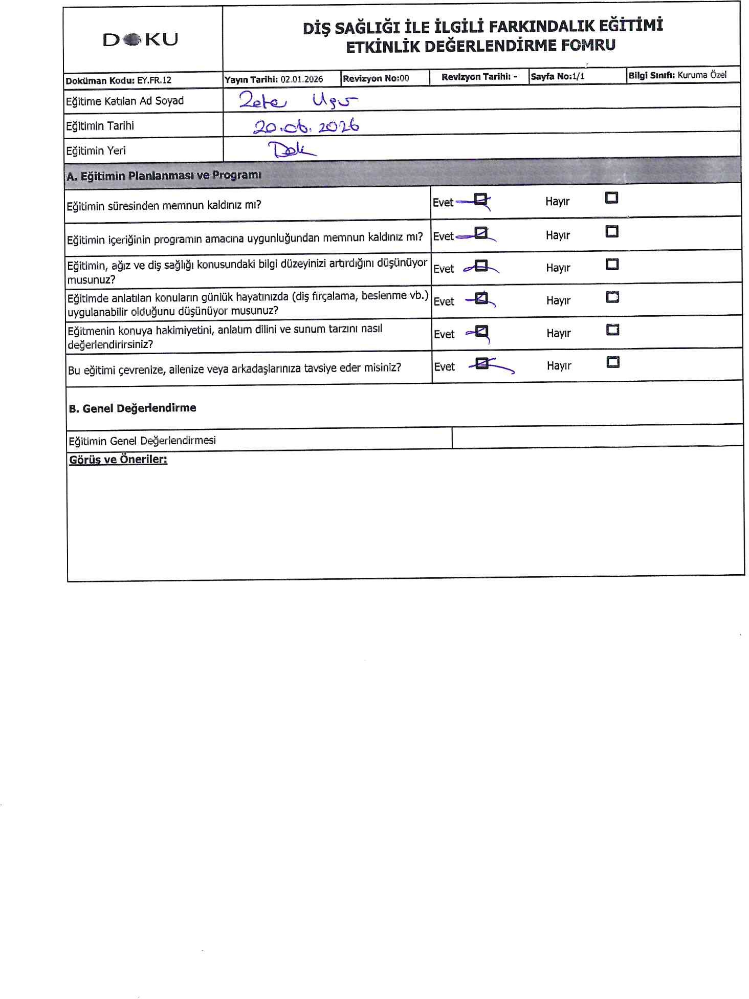 DOKU
DİŞ SAĞLIĞI İLE İLGİLİ FARKINDALIK EĞİTİMİ
ETKİNLİK DEĞERLENDİRME FOMRU
Doküman Kodu: EY.FR.12 Yayın Tarihi: 02.01.2026 Revizyon No:00 Revizyon Tarihi: - Sayfa No:1/1 Bilgi Sınıfı: Kuruma Özel
Eğitime Katılan Ad Soyad
Eğitimin Tarihi 20.06.2026
Eğitimin Yeri
A. Eğitimin Planlanması ve Programı
Eğitimin süresinden memnun kaldınız mı? Evet Hayır
Eğitimin içeriğinin programın amacına uygunluğundan memnun kaldınız mı? Evet Hayır
Eğitimin, ağız ve diş sağlığı konusundaki bilgi düzeyinizi artırdığını düşünüyor Evet Hayır
musunuz?
Eğitimde anlatılan konuların günlük hayatınızda (diş fırçalama, beslenme vb.) Evet Hayır
uygulanabilir olduğunu düşünüyor musunuz?
Eğitmenin konuya hakimiyetini, anlatım dilini ve sunum tarzını nasıl Evet Hayır
değerlendirirsiniz?
Bu eğitimi çevrenize, ailenize veya arkadaşlarınıza tavsiye eder misiniz? Evet Hayır
B. Genel Değerlendirme
Eğitimin Genel Değerlendirmesi
Görüş ve Öneriler: